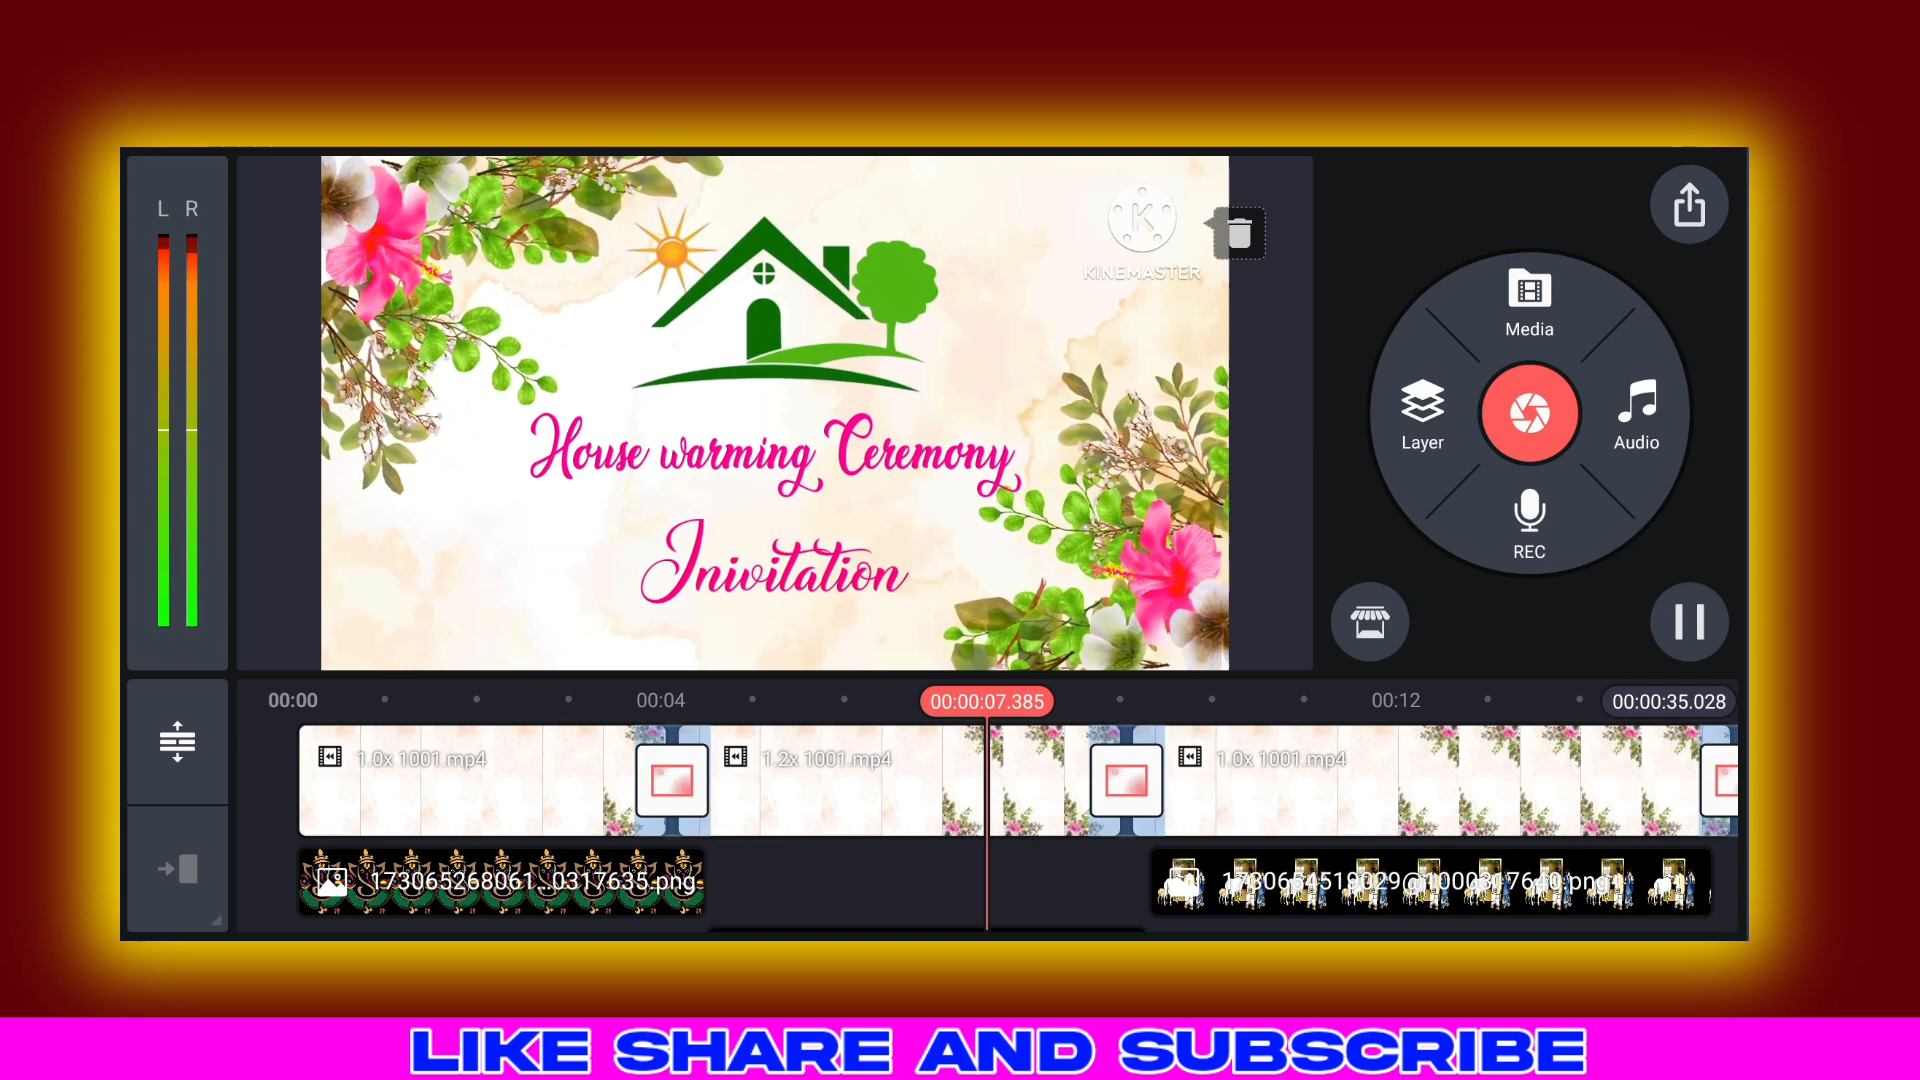 L R
K
KINEMASTER
House warming Ceremony
Inivitation
Media
Layer
Audio
REC
00:00
00:04
00:00:07.385
00:12
00:00:35.028
1.0x 1001.mp4
1.2x 1001.mp4
1.0x 1001.mp4
173065268061...0317635.png
LIKE SHARE AND SUBSCRIBE